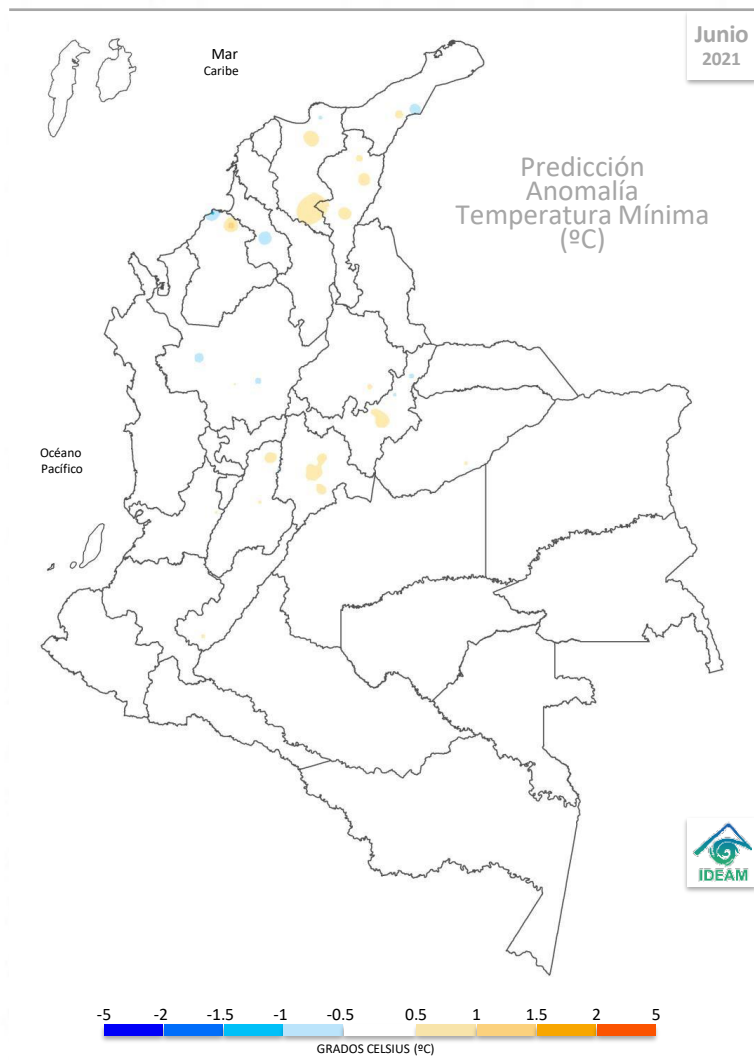 Junio
2021
Mar
Caribe
Predicción
Anomalía
Temperatura Mínima
(ºC)
Océano
Pacífico
IDEAM
-5 -2 -1.5 -1 -0.5 0.5 1 1.5 2 5
GRADOS CELSIUS (ºC)